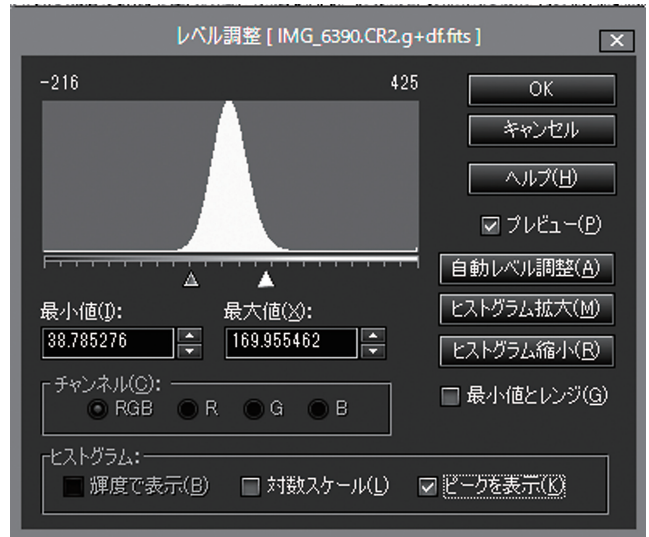 レベル調整 [ IMG_6390.CR2.g+df.fits ]
-216 425
OK
キャンセル
ヘルプ(H)
プレビュー(P)
自動レベル調整(A)
ヒストグラム拡大(M)
ヒストグラム縮小(R)
最小値とレンジ(G)
最小値(I): 最大値(X):
38.785276 169.955462
チャンネル(C):
RGB R G B
ヒストグラム:
輝度で表示(B) 対数スケール(L) ピークを表示(K)